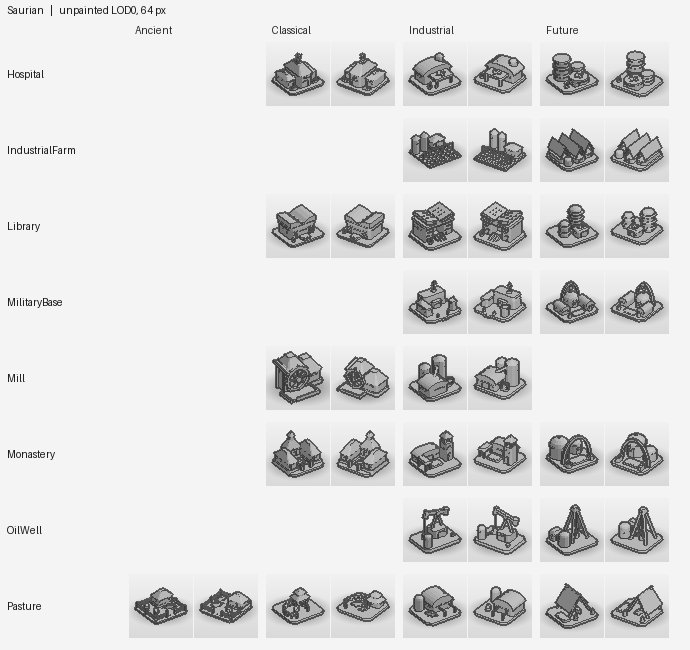 Saurian | unpainted LOD0, 64 px
Ancient Classical Industrial Future
Hospital
IndustrialFarm
Library
MilitaryBase
Mill
Monastery
OilWell
Pasture